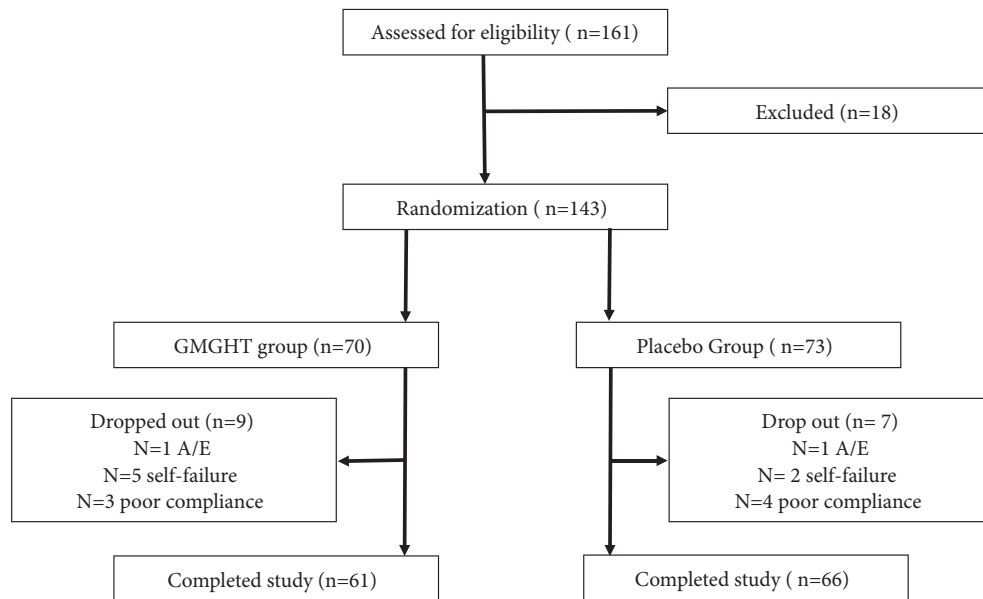 Assessed for eligibility ( n=161)
Excluded (n=18)
Randomization ( n=143)
GMGHT group (n=70)
Placebo Group ( n=73)
Dropped out (n=9)
N=1 A/E
N=5 self-failure
N=3 poor compliance
Drop out (n= 7)
N=1 A/E
N= 2 self-failure
N=4 poor compliance
Completed study (n=61)
Completed study ( n=66)